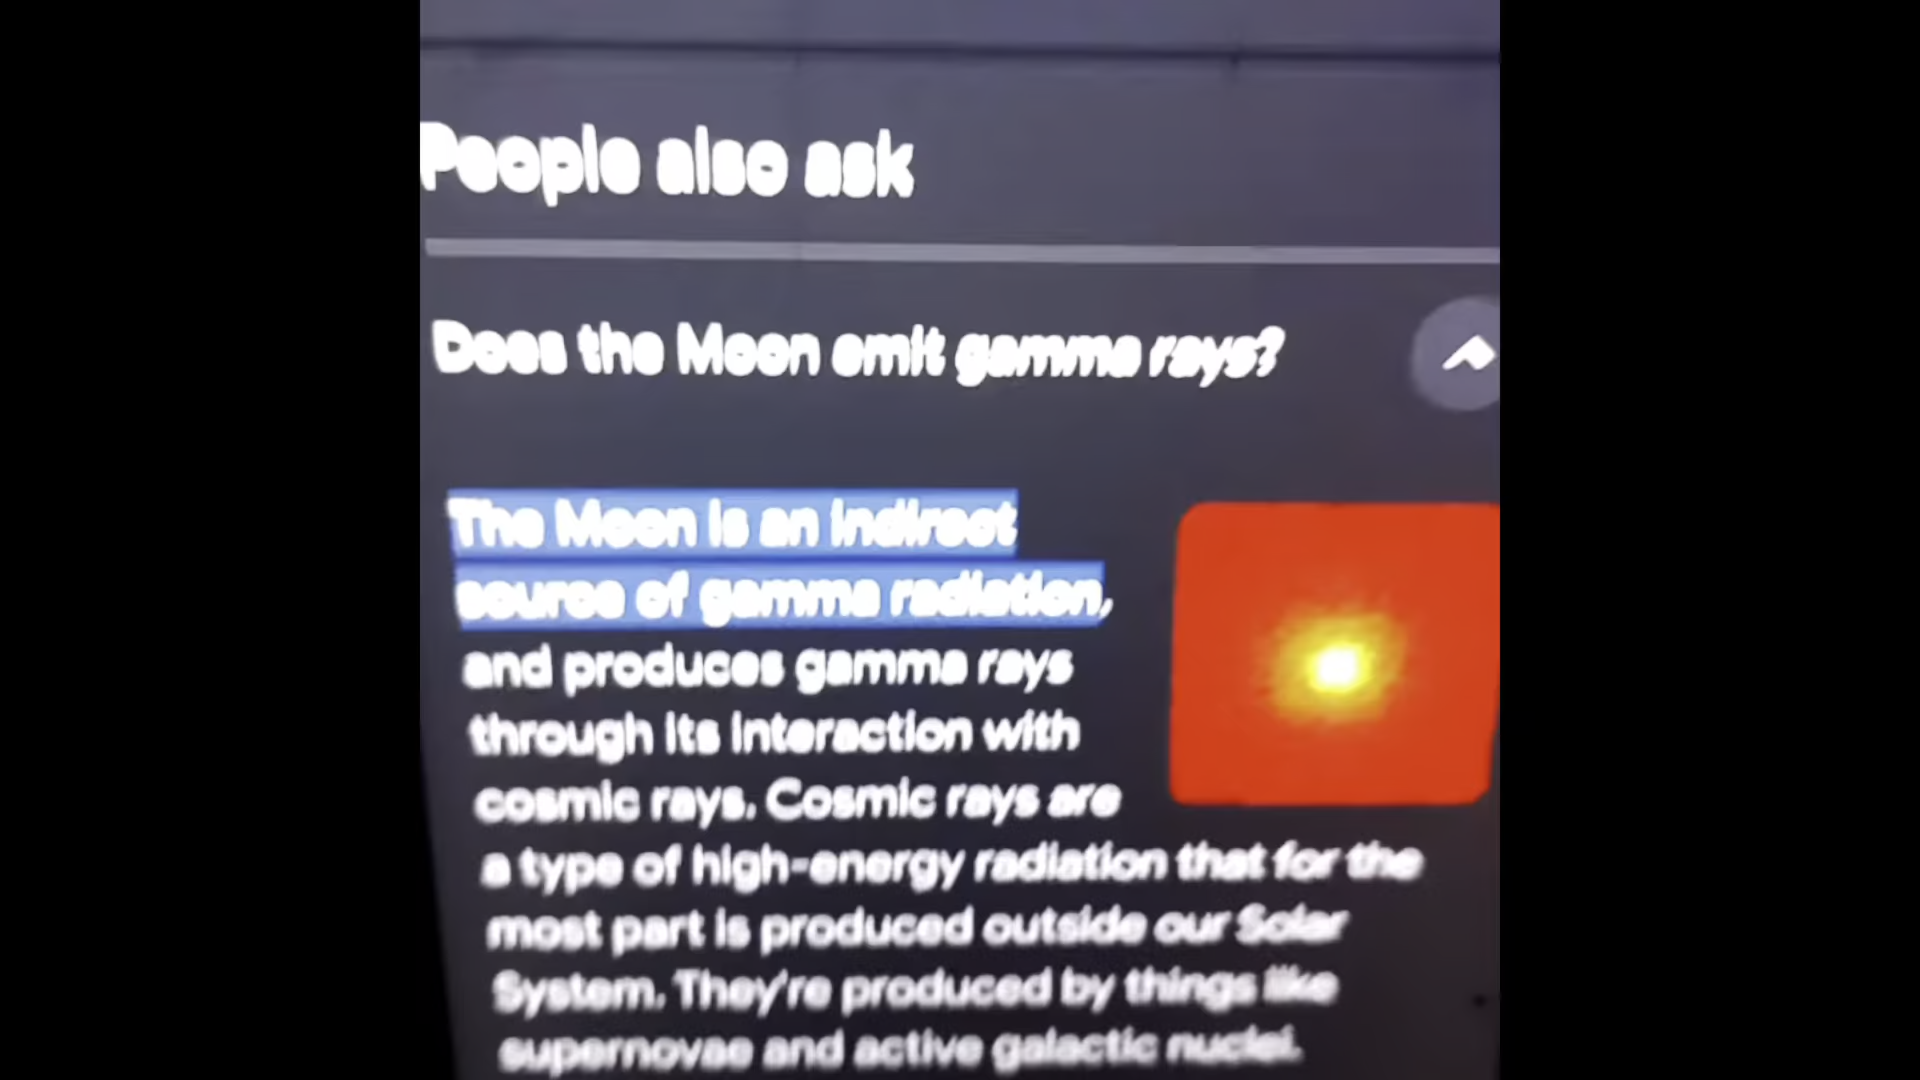 People also ask
Does the Moon emit gamma rays?
The Moon is an indirect
source of gamma radiation,
and produces gamma rays
through its interaction with
cosmic rays. Cosmic rays are
a type of high-energy radiation that for the
most part is produced outside our Solar
System. They're produced by things like
supernovae and active galactic nuclei.